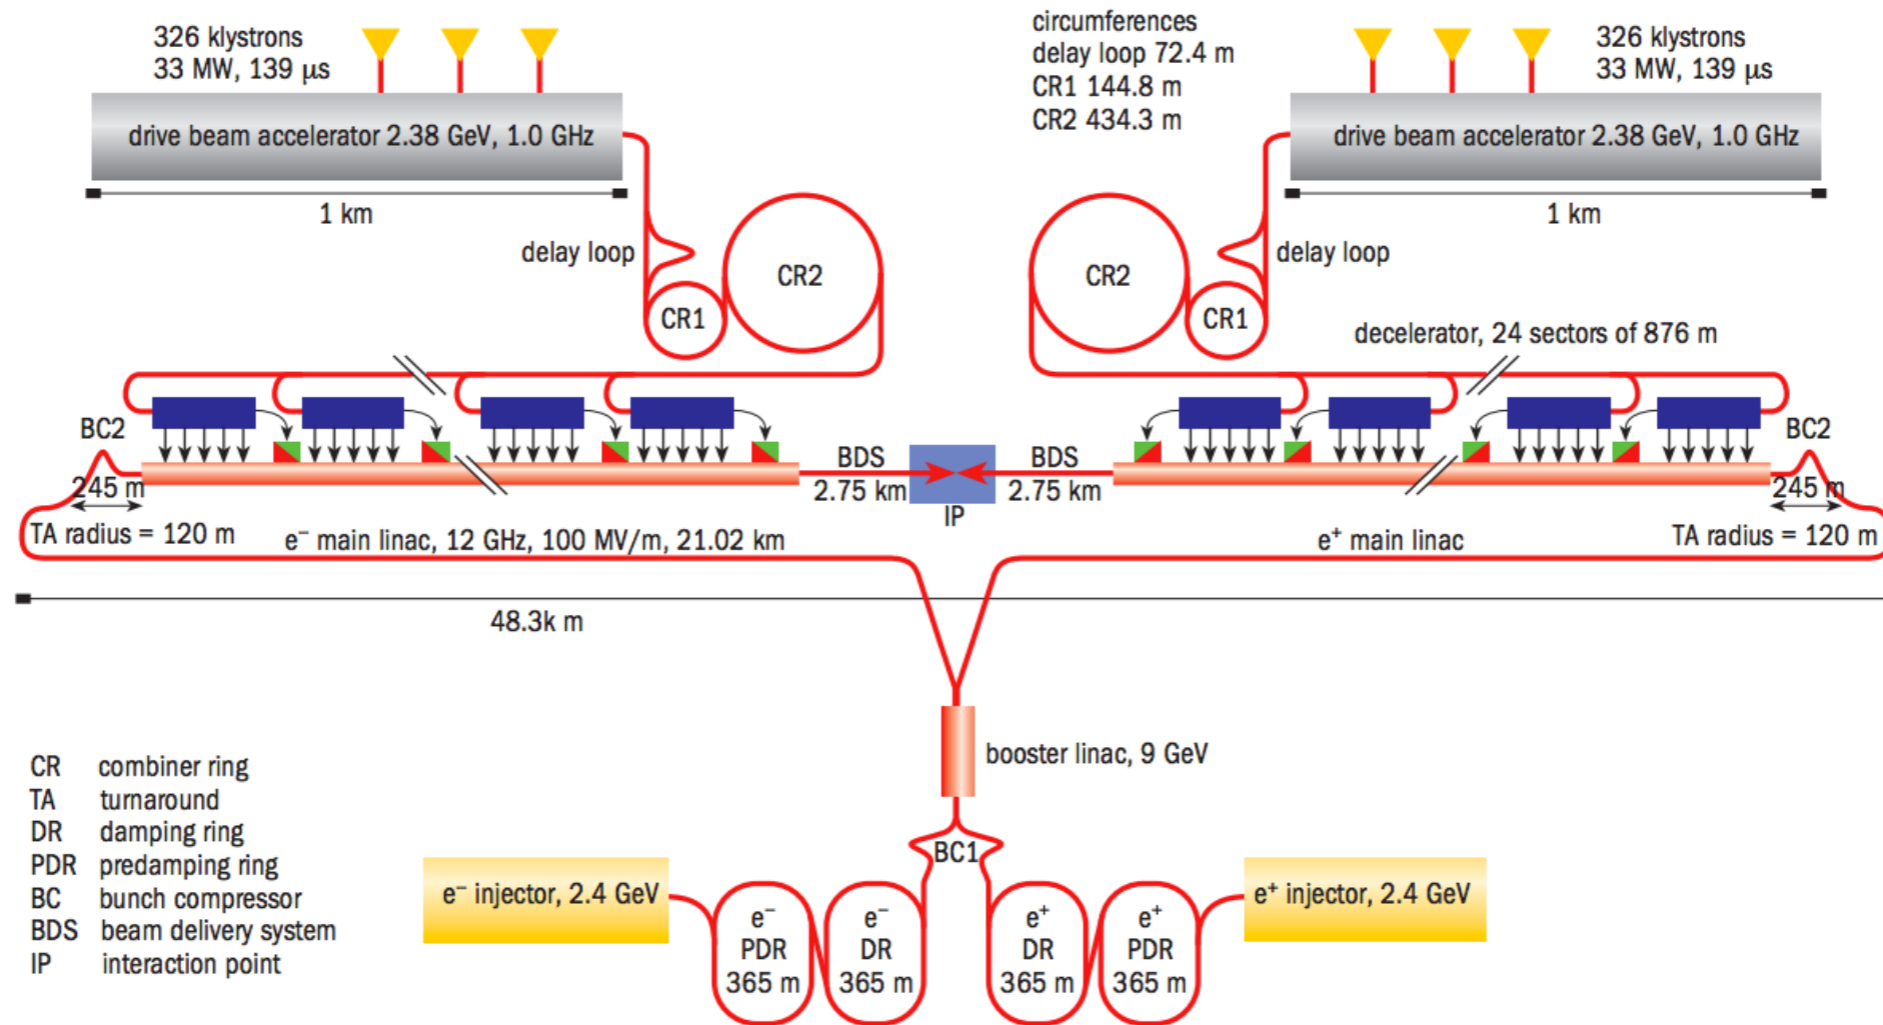 326 klystrons
33 MW, 139 μs
drive beam accelerator 2.38 GeV, 1.0 GHz
1 km
delay loop
CR1
CR2
circumferences
delay loop 72.4 m
CR1 144.8 m
CR2 434.3 m
326 klystrons
33 MW, 139 μs
drive beam accelerator 2.38 GeV, 1.0 GHz
1 km
delay loop
CR2
CR1
decelerator, 24 sectors of 876 m
BC2
245 m
TA radius = 120 m
e⁻ main linac, 12 GHz, 100 MV/m, 21.02 km
BDS
2.75 km
IP
BDS
2.75 km
e⁺ main linac
BC2
245 m
TA radius = 120 m
48.3k m
booster linac, 9 GeV
BC1
CR combiner ring
TA turnaround
DR damping ring
PDR predamping ring
BC bunch compressor
BDS beam delivery system
IP interaction point
e⁻ injector, 2.4 GeV
e⁻
PDR
365 m
e⁻
DR
365 m
e⁺
DR
365 m
e⁺
PDR
365 m
e⁺ injector, 2.4 GeV